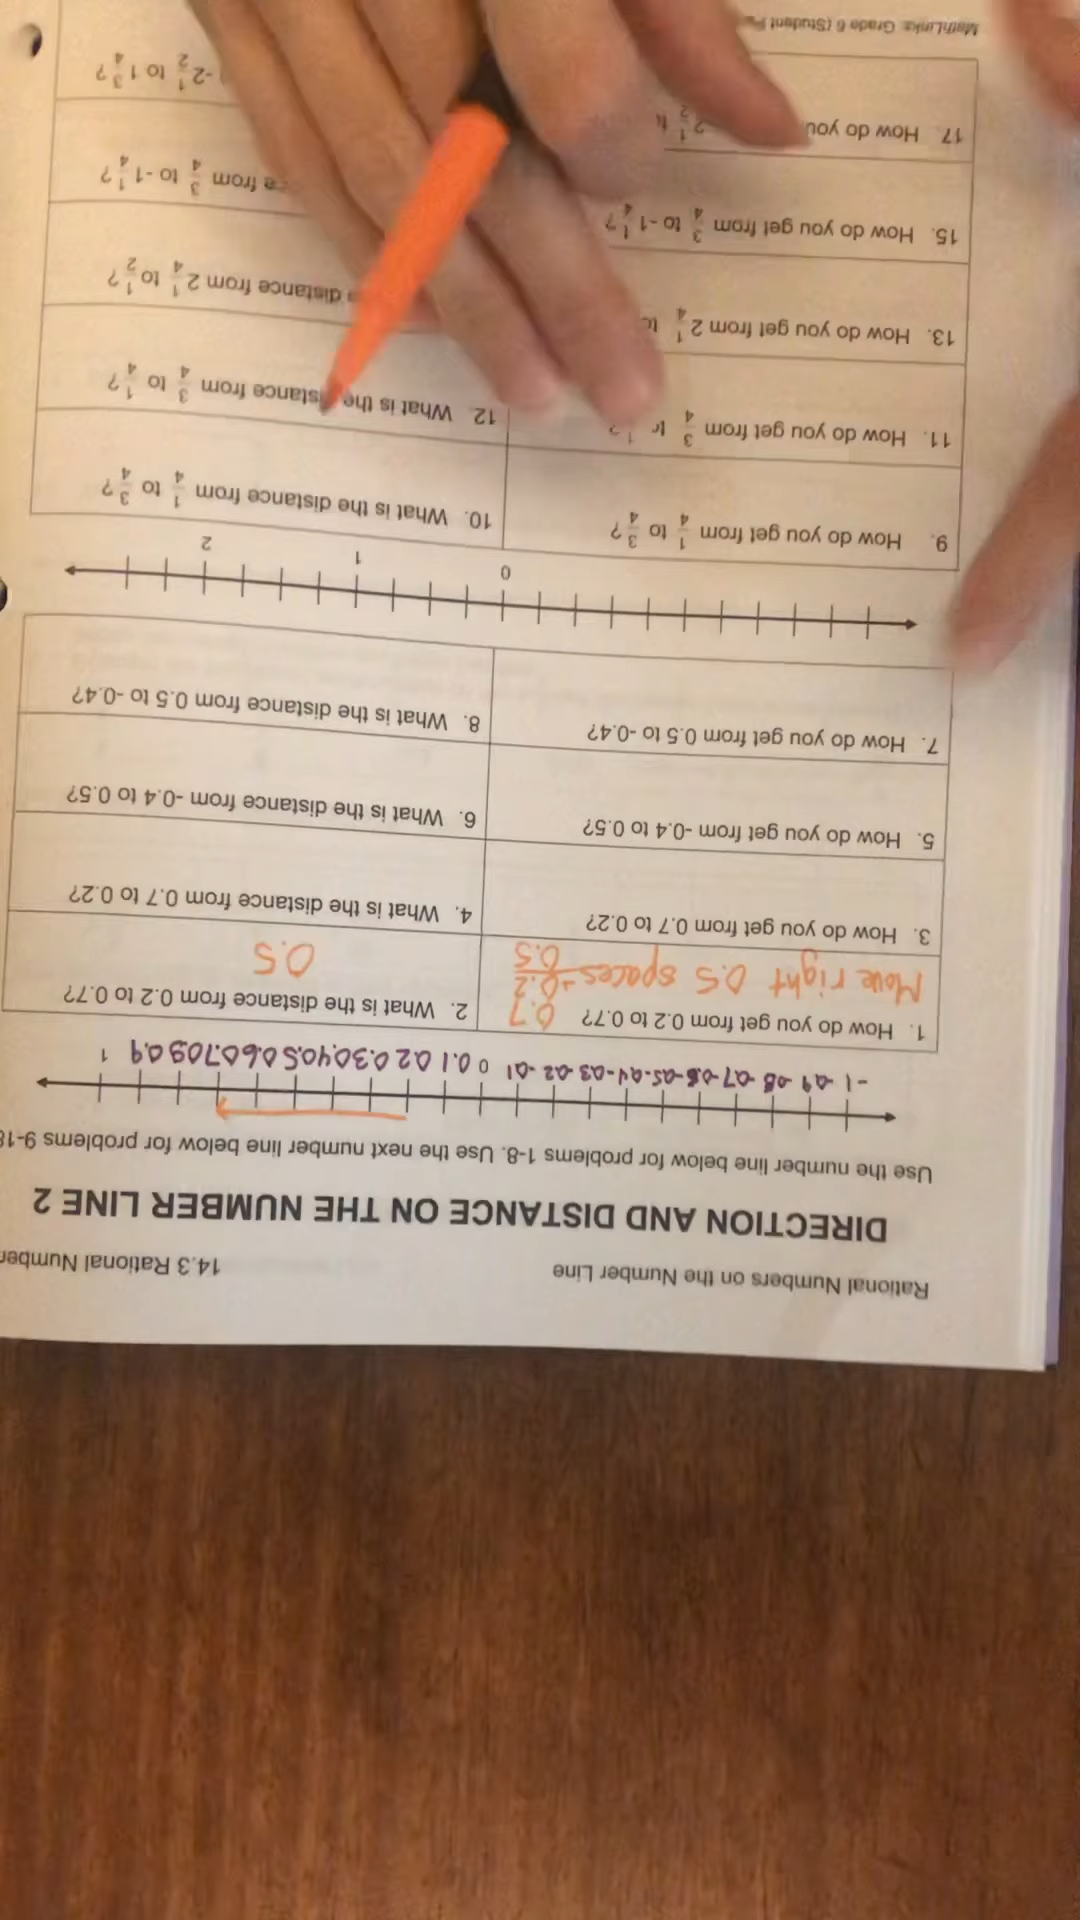 Rational Numbers on the Number Line 14.3 Rational Number
DIRECTION AND DISTANCE ON THE NUMBER LINE 2
Use the number line below for problems 1-8. Use the next number line below for problems 9-18
-1 -0.9 -0.8 -0.7 -0.6 -0.5 -0.4 -0.3 -0.2 -0.1 0 0.1 0.2 0.3 0.4 0.5 0.6 0.7 0.8 0.9 1
1. How do you get from 0.2 to 0.7? 0.7
Move right 0.5 spaces -0.2
0.5
2. What is the distance from 0.2 to 0.7?
0.5
3. How do you get from 0.7 to 0.2?
4. What is the distance from 0.7 to 0.2?
5. How do you get from -0.4 to 0.5?
6. What is the distance from -0.4 to 0.5?
7. How do you get from 0.5 to -0.4?
8. What is the distance from 0.5 to -0.4?
0 1 2
9. How do you get from 1/4 to 3/4?
10. What is the distance from 1/4 to 3/4?
11. How do you get from 3/4
12. What is the distance from 3/4 to 1/4?
13. How do you get from 2 1/4
distance from 2 1/4 to 1/2?
15. How do you get from 3/4 to -1 1/4?
from 3/4 to -1 1/4?
17. How do you
-2 1/2 to 1 3/4?
MathLinks: Grade 6 (Student